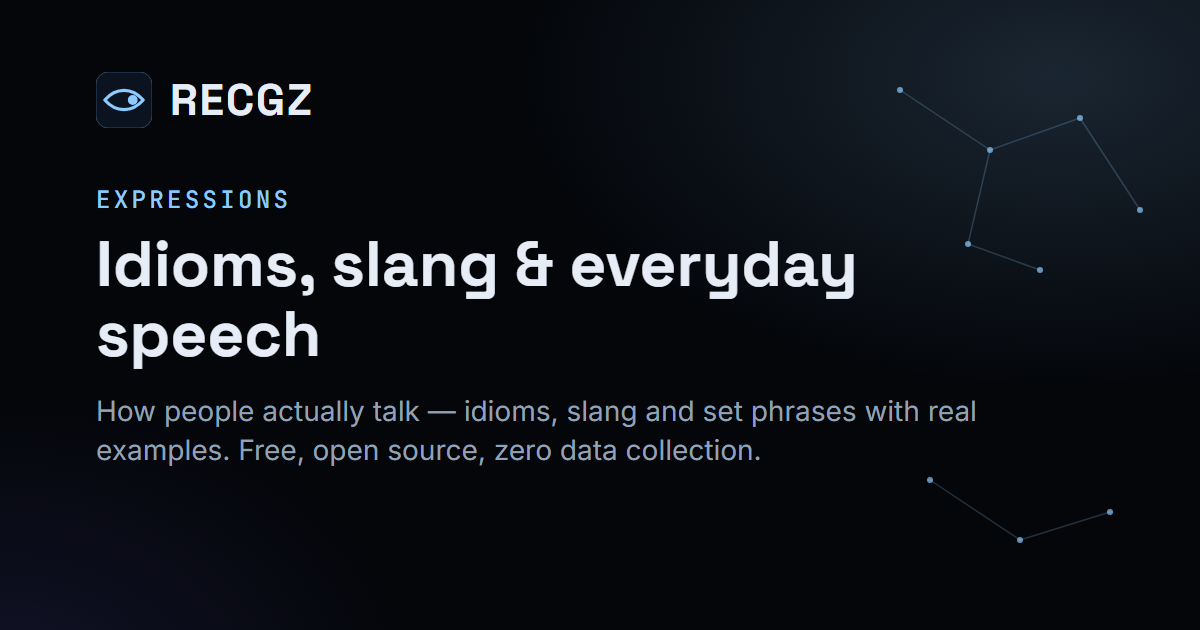 RECGZ
EXPRESSIONS
Idioms, slang & everyday
speech
How people actually talk — idioms, slang and set phrases with real
examples. Free, open source, zero data collection.